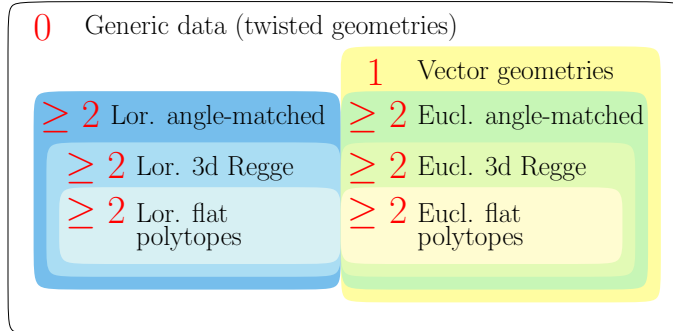 0 Generic data (twisted geometries)
1 Vector geometries
≥ 2 Lor. angle-matched
≥ 2 Eucl. angle-matched
≥ 2 Lor. 3d Regge
≥ 2 Eucl. 3d Regge
≥ 2 Lor. flat
polytopes
≥ 2 Eucl. flat
polytopes